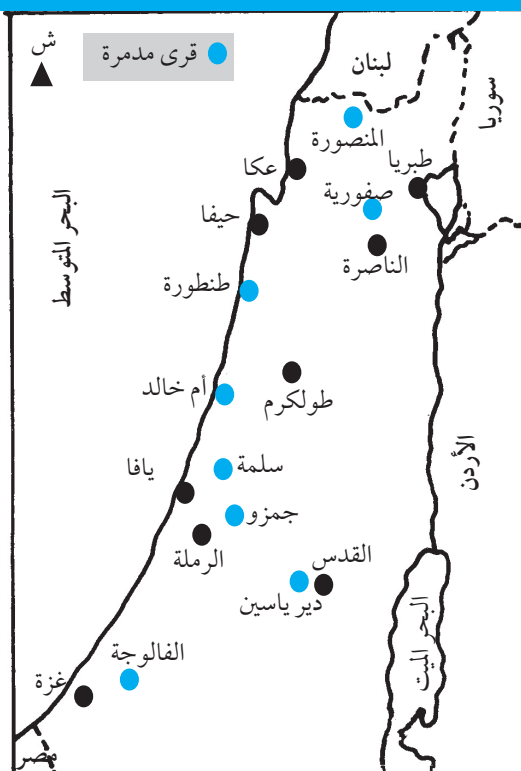 ش
قرى مدمرة
لبنان
سوريا
المنصورة
طبريا
عكا
صفورية
حيفا
الناصرة
البحر المتوسط
طنطورة
أم خالد
طولكرم
الأردن
سلمة
يافا
جمزو
الرملة
القدس
دير ياسين
البحر الميت
الفالوجة
غزة
مصر